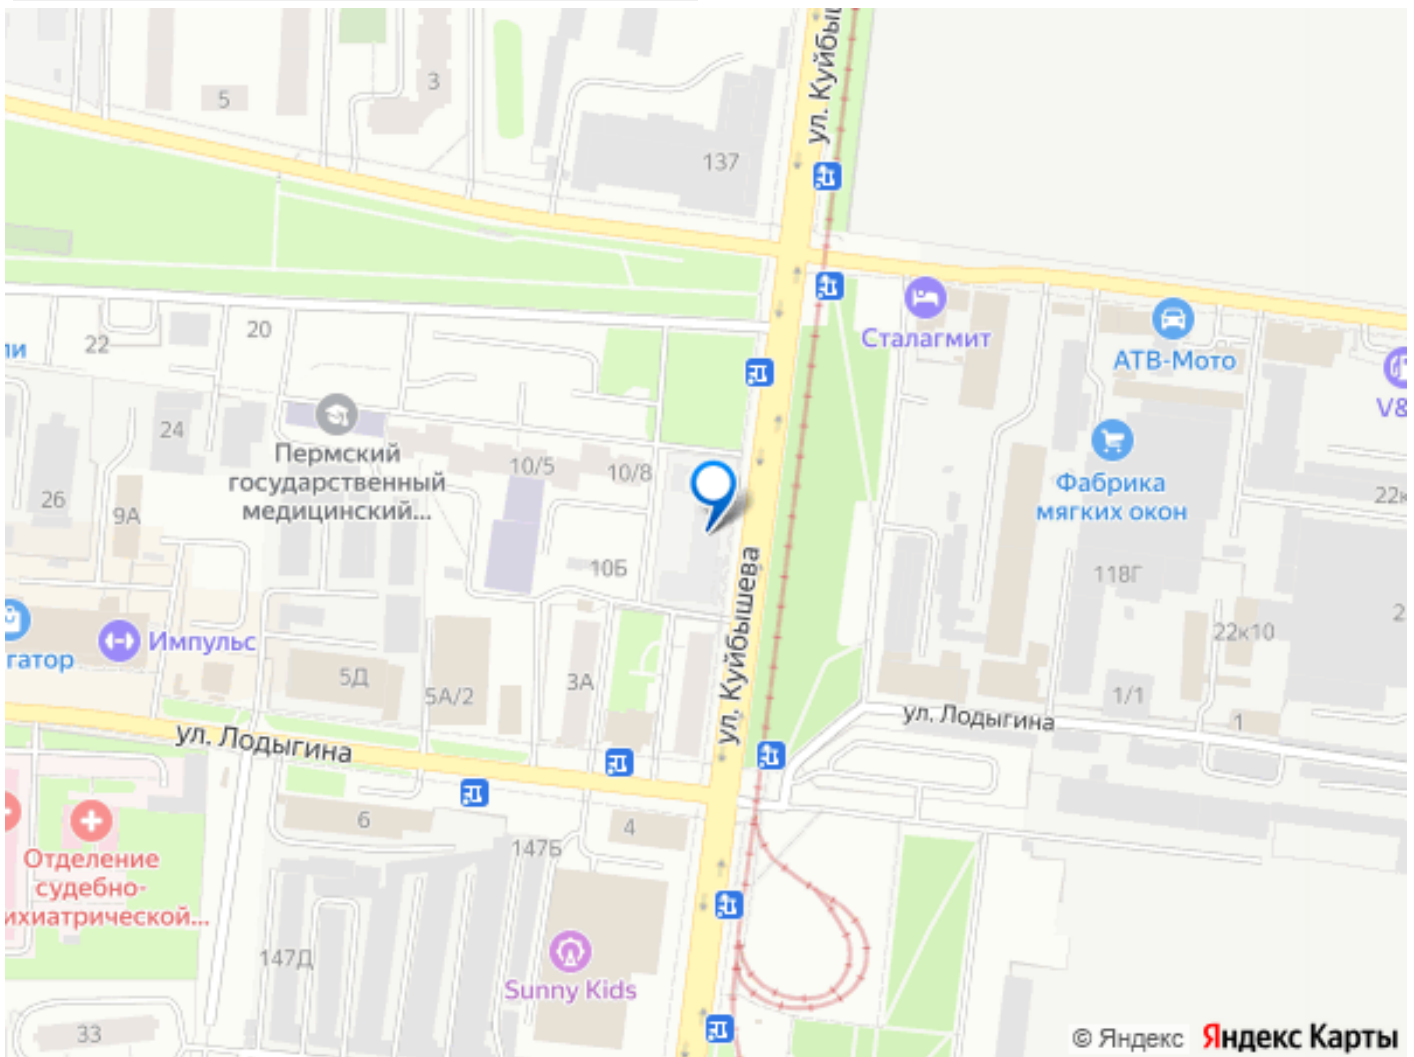 ул. Куйбыш
3
5
137
Сталагмит
20
22
ли
АТВ-Мото
V8
24
Пермский
государственный
медицинский...
10/5
10/8
Фабрика
мягких окон
22к
26
9А
10Б
118Г
ул. Куйбышева
2
22к10
Импульс
гатор
5Д
5А/2
3А
1/1
1
ул. Лодыгина
ул. Лодыгина
6
4
147Б
Отделение
судебно-
ихиатрической...
147Д
Sunny Kids
33
© Яндекс Яндекс Карты